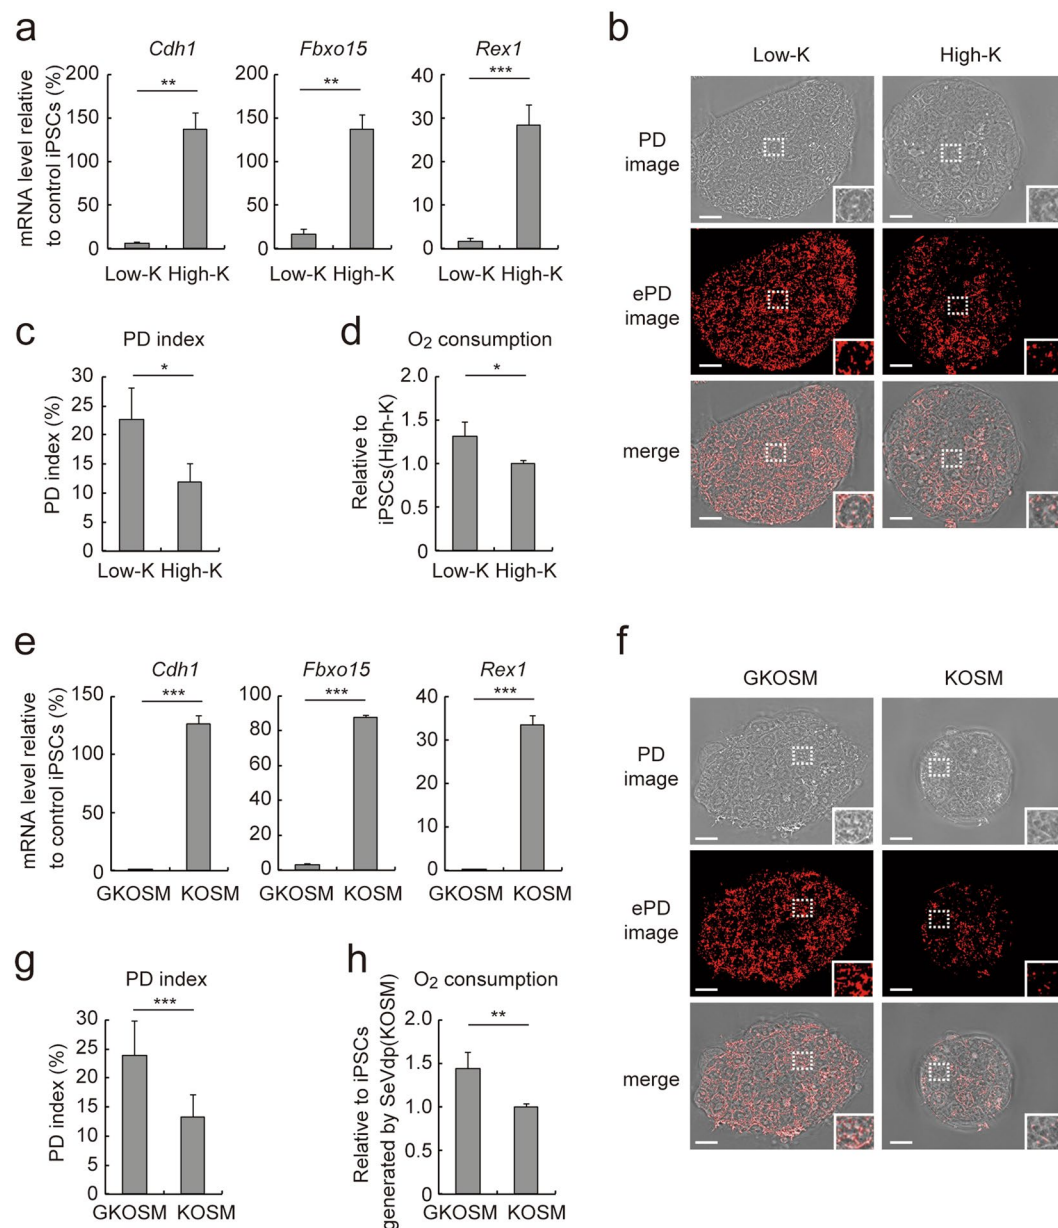 a
Cdh1
Fbxo15
Rex1
mRNA level relative
to control iPSCs (%)
200
150
100
50
0
**
Low-K High-K
200
150
100
50
0
**
Low-K High-K
40
30
20
10
0
***
Low-K High-K
b
Low-K
High-K
PD
image
ePD
image
merge
c
PD index
PD index (%)
30
25
20
15
10
5
0
*
Low-K High-K
d
O2 consumption
Relative to
iPSCs(High-K)
2.0
1.5
1.0
0.5
0
*
Low-K High-K
e
Cdh1
Fbxo15
Rex1
mRNA level relative
to control iPSCs (%)
150
100
50
0
***
GKOSM KOSM
100
80
60
40
20
0
***
GKOSM KOSM
40
30
20
10
0
***
GKOSM KOSM
f
GKOSM
KOSM
PD
image
ePD
image
merge
g
PD index
PD index (%)
30
25
20
15
10
5
0
***
GKOSM KOSM
h
O2 consumption
Relative to iPSCs
generated by SeVdp(KOSM)
2.0
1.5
1.0
0.5
0
**
GKOSM KOSM